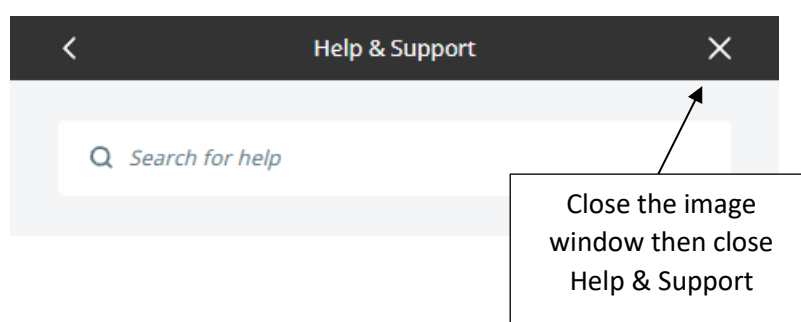 Help & Support
Search for help
Close the image
window then close
Help & Support